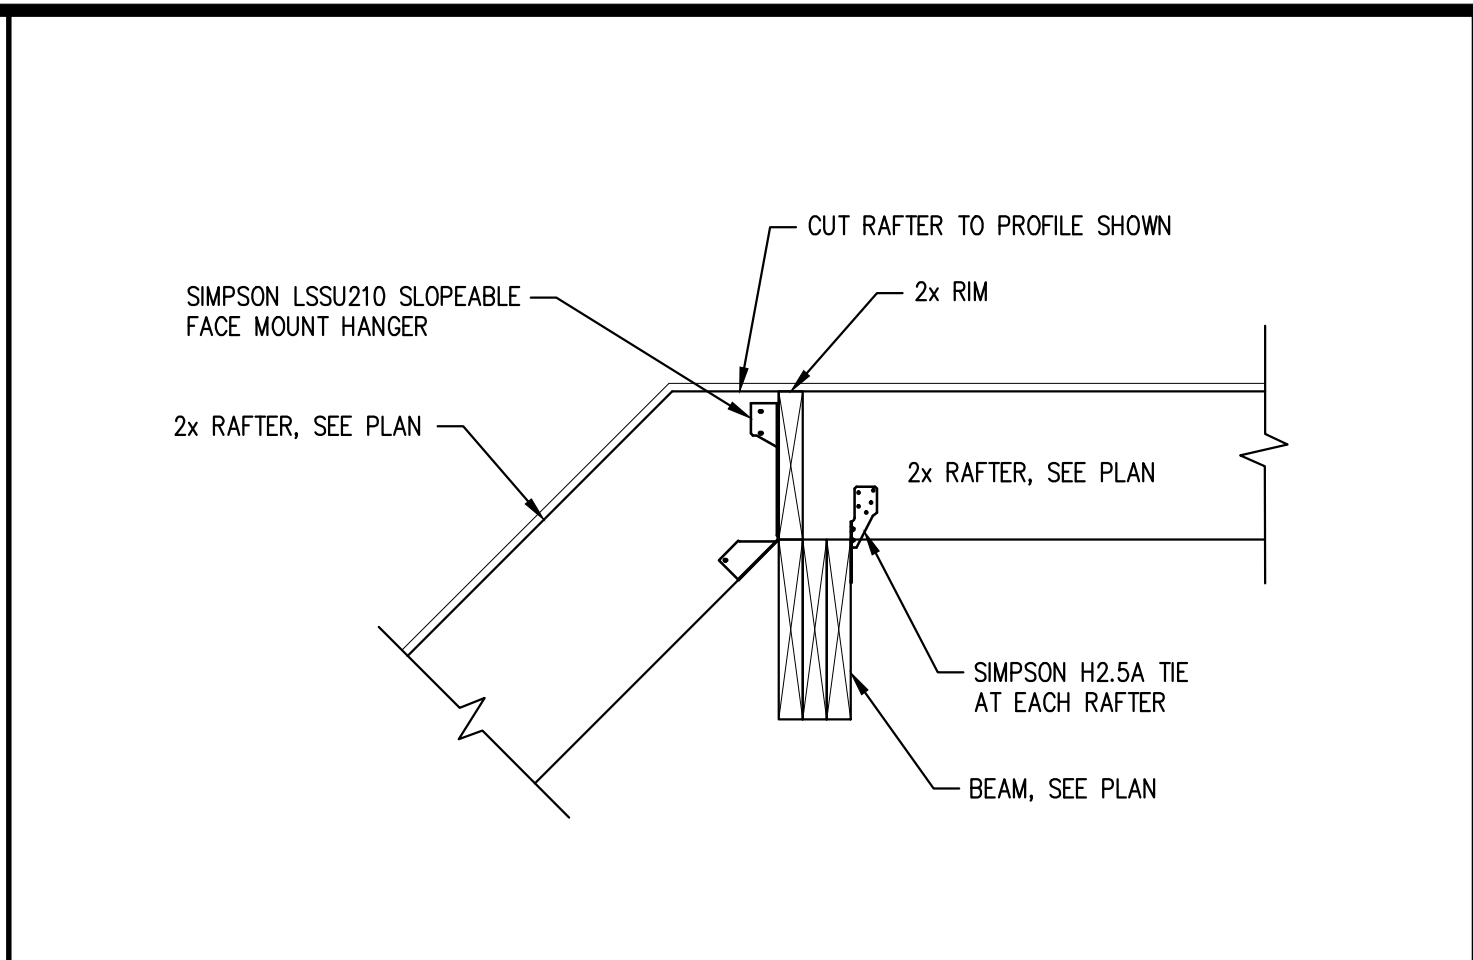 CUT RAFTER TO PROFILE SHOWN
2x RIM
SIMPSON LSSU210 SLOPEABLE
FACE MOUNT HANGER
2x RAFTER, SEE PLAN
2x RAFTER, SEE PLAN
SIMPSON H2.5A TIE
AT EACH RAFTER
BEAM, SEE PLAN